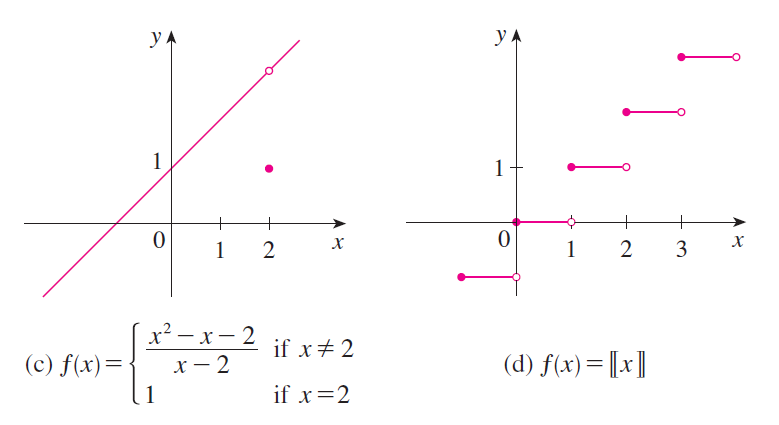 y
1
0
1
2
x
(c) f(x)= { x² – x – 2 / x – 2 if x ≠ 2
1 if x=2
y
1
0
1
2
3
x
(d) f(x)=⟦x⟧